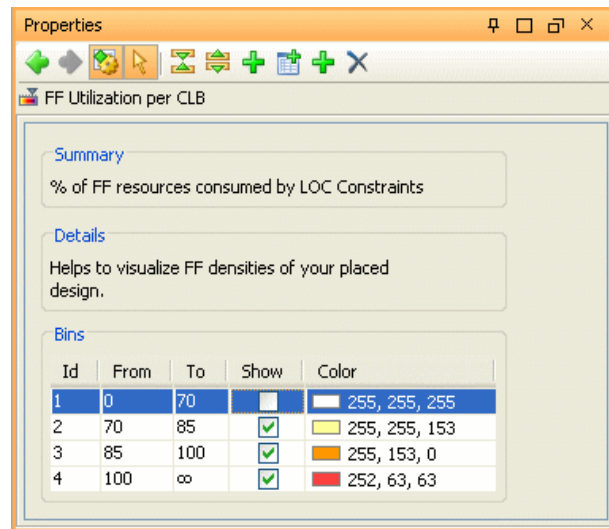 Properties
FF Utilization per CLB
Summary
% of FF resources consumed by LOC Constraints
Details
Helps to visualize FF densities of your placed
design.
Bins
Id From To Show Color
1 0 70 255, 255, 255
2 70 85 255, 255, 153
3 85 100 255, 153, 0
4 100 ∞ 252, 63, 63